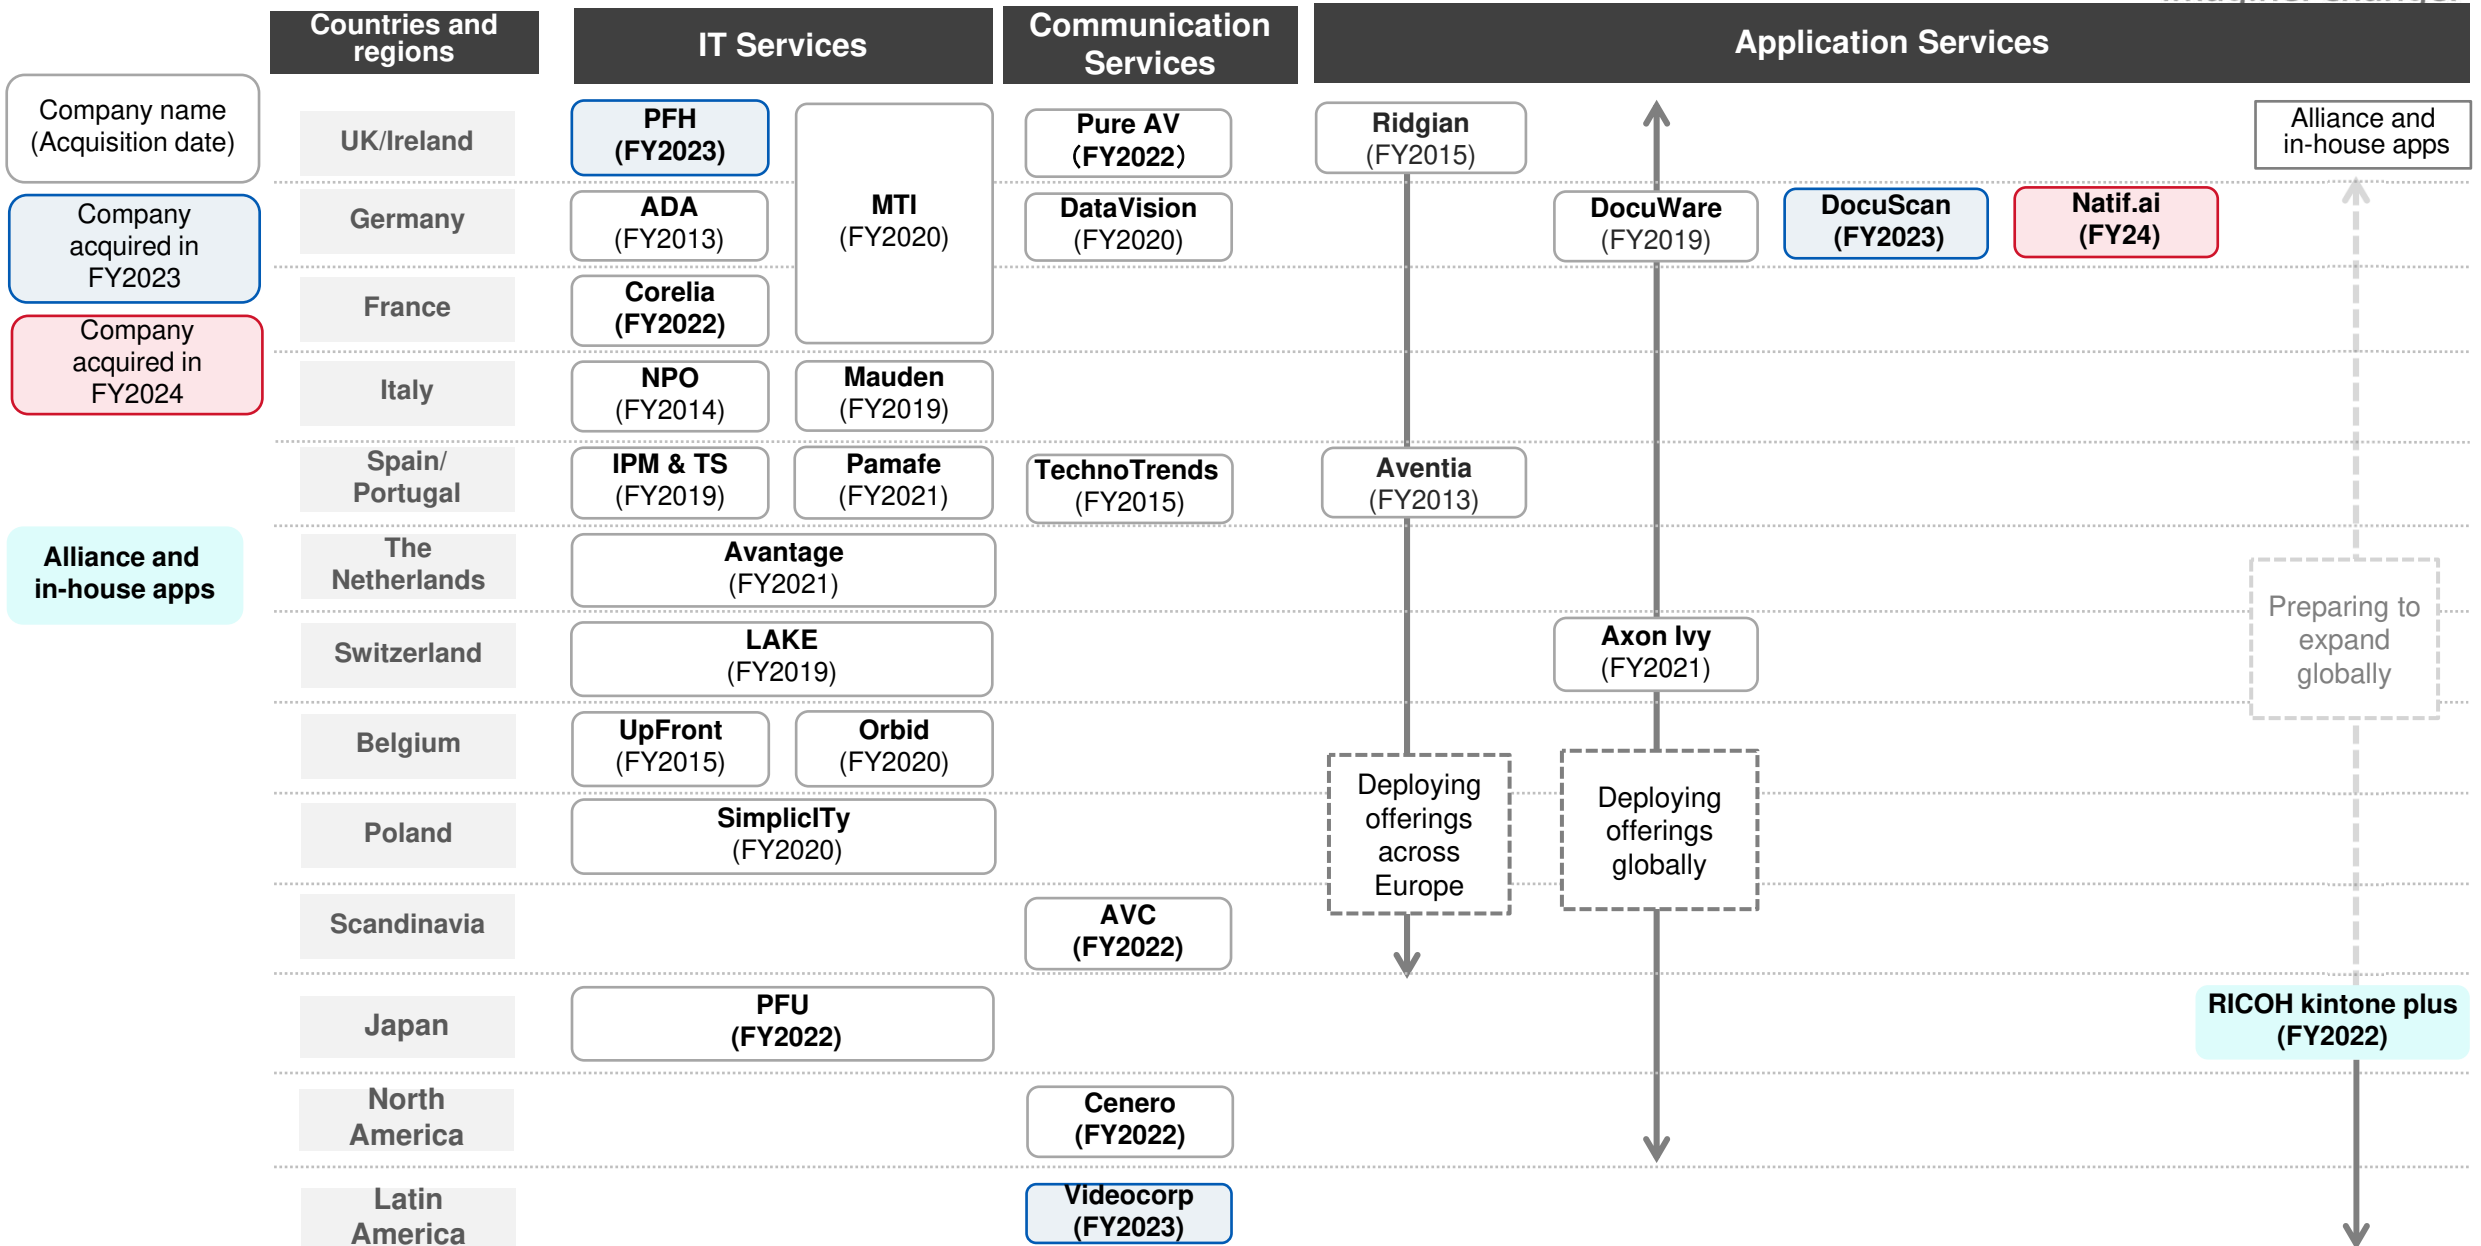 Countries and
regions
IT Services
Communication
Services
Application Services
Company name
(Acquisition date)
Company
acquired in
FY2023
Company
acquired in
FY2024
Alliance and
in-house apps
UK/Ireland
PFH
(FY2023)
MTI
(FY2020)
Pure AV
(FY2022)
Ridgian
(FY2015)
Alliance and
in-house apps
Germany
ADA
(FY2013)
DataVision
(FY2020)
DocuWare
(FY2019)
DocuScan
(FY2023)
Natif.ai
(FY24)
France
Corelia
(FY2022)
Italy
NPO
(FY2014)
Mauden
(FY2019)
Spain/
Portugal
IPM & TS
(FY2019)
Pamafe
(FY2021)
TechnoTrends
(FY2015)
Aventia
(FY2013)
The
Netherlands
Avantage
(FY2021)
Preparing to
expand
globally
Switzerland
LAKE
(FY2019)
Axon Ivy
(FY2021)
Belgium
UpFront
(FY2015)
Orbid
(FY2020)
Deploying
offerings
across
Europe
Deploying
offerings
globally
Poland
SimplicITy
(FY2020)
Scandinavia
AVC
(FY2022)
Japan
PFU
(FY2022)
RICOH kintone plus
(FY2022)
North
America
Cenero
(FY2022)
Latin
America
Videocorp
(FY2023)